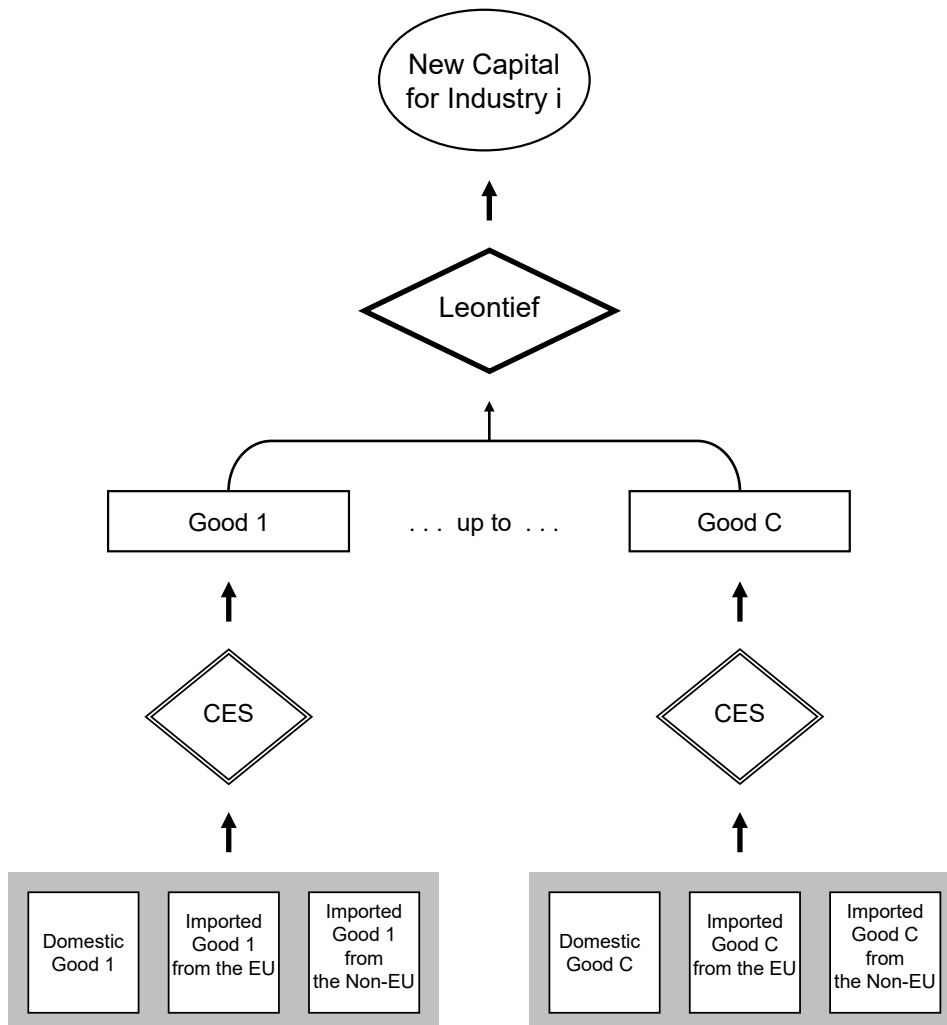 New Capital
for Industry i
Leontief
Good 1
. . . up to . . .
Good C
CES
CES
Domestic
Good 1
Imported
Good 1
from the EU
Imported
Good 1
from
the Non-EU
Domestic
Good C
Imported
Good C
from the EU
Imported
Good C
from
the Non-EU